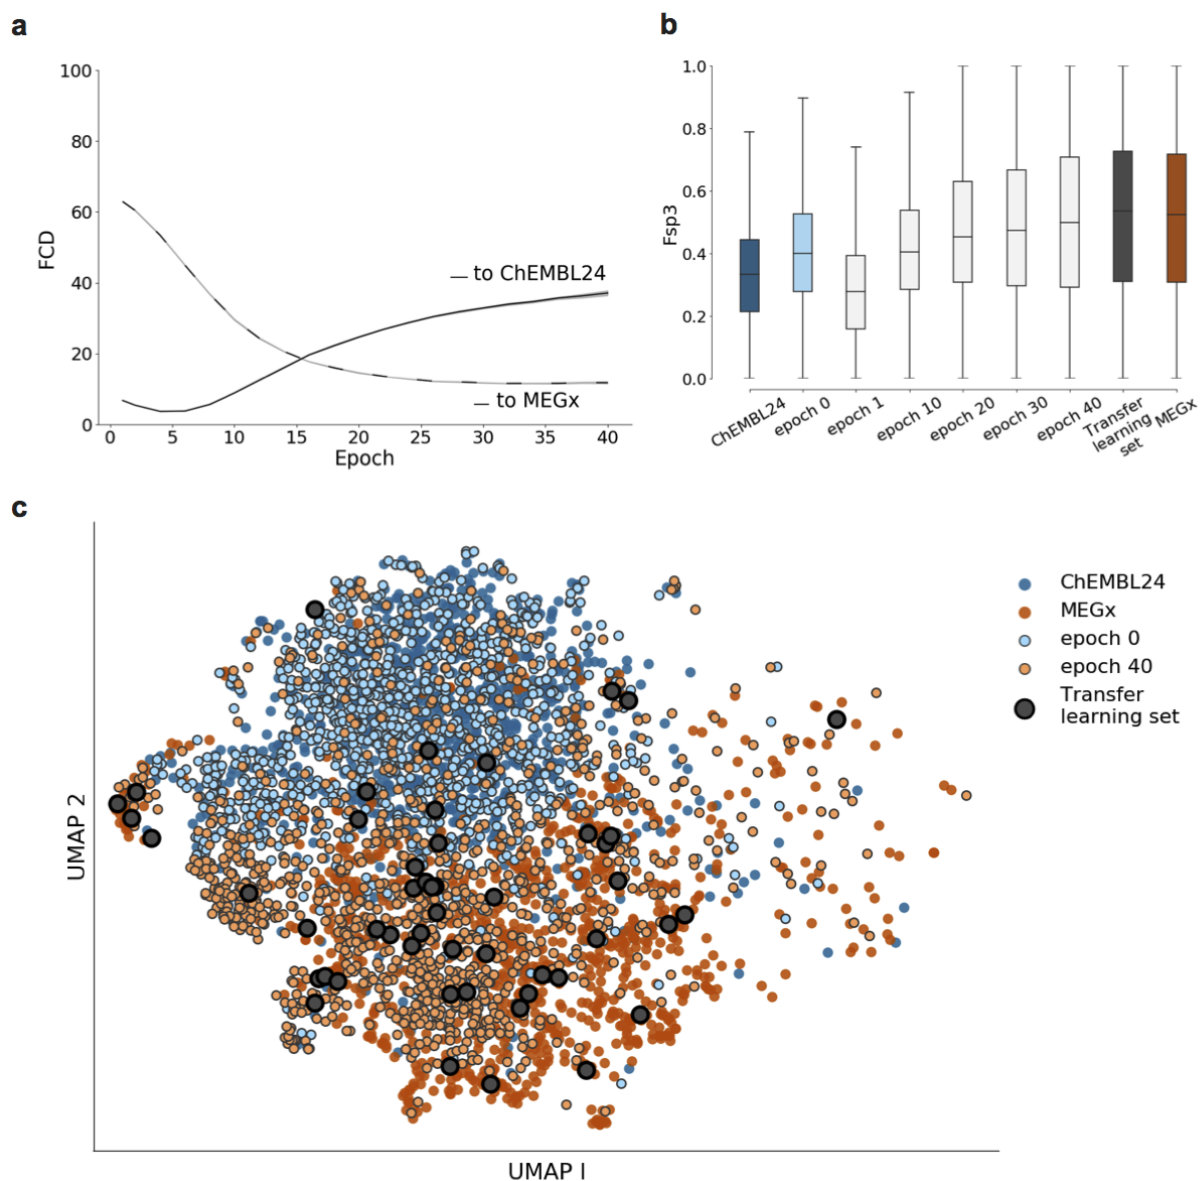 a
100
80
60
40
20
0
FCD
— to ChEMBL24
— to MEGx
0 5 10 15 20 25 30 35 40
Epoch
b
1.0
0.8
0.6
0.4
0.2
0.0
Fsp3
ChEMBL24
epoch 0
epoch 1
epoch 10
epoch 20
epoch 30
epoch 40
Transfer
learning
set
MEGx
c
UMAP 2
UMAP I
ChEMBL24
MEGx
epoch 0
epoch 40
Transfer
learning set